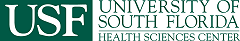 USF UNIVERSITY OF
SOUTH FLORIDA
HEALTH SCIENCES CENTER